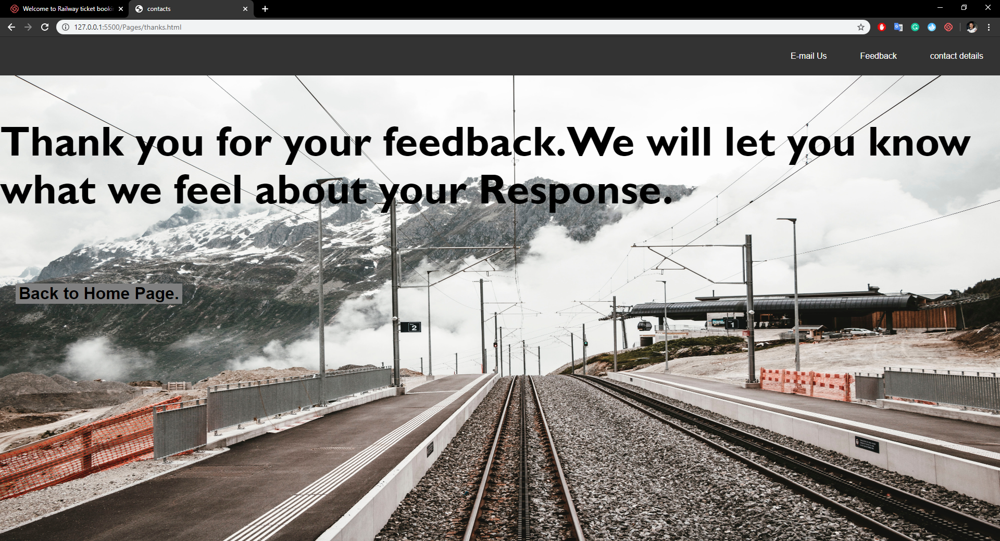 Welcome to Railway ticket booki
contacts
127.0.0.1:5500/Pages/thanks.html
E-mail Us
Feedback
contact details
Thank you for your feedback.We will let you know
what we feel about your Response.
Back to Home Page.
2
1